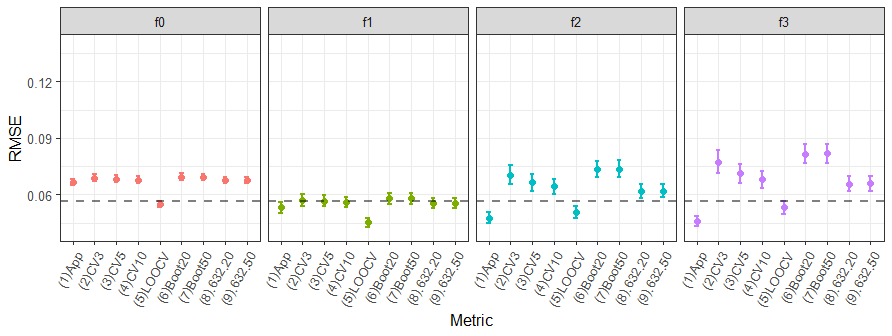 f0 f1 f2 f3
RMSE
0.12
0.09
0.06
(1)App (2)CV3 (3)CV5 (4)CV10 (5)LOOCV (6)Boot20 (7)Boot50 (8).632.20 (9).632.50
(1)App (2)CV3 (3)CV5 (4)CV10 (5)LOOCV (6)Boot20 (7)Boot50 (8).632.20 (9).632.50
(1)App (2)CV3 (3)CV5 (4)CV10 (5)LOOCV (6)Boot20 (7)Boot50 (8).632.20 (9).632.50
(1)App (2)CV3 (3)CV5 (4)CV10 (5)LOOCV (6)Boot20 (7)Boot50 (8).632.20 (9).632.50
Metric